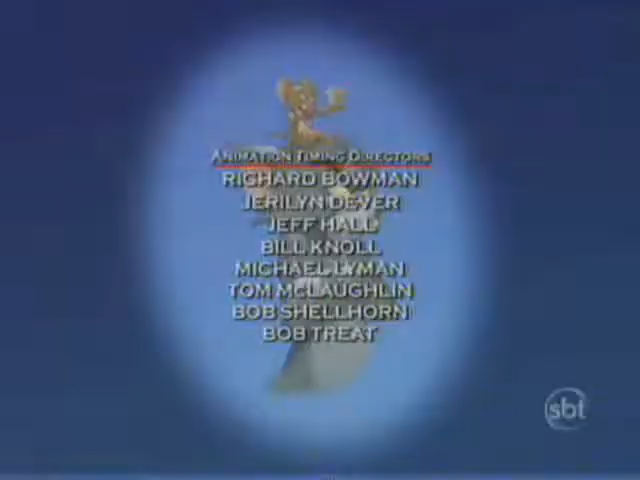 ANIMATION TIMING DIRECTORS
RICHARD BOWMAN
JERILYN DEVER
JEFF HALL
BILL KNOLL
MICHAEL LYMAN
TOM MCLAUGHLIN
BOB SHELLHORN
BOB TREAT
sbt